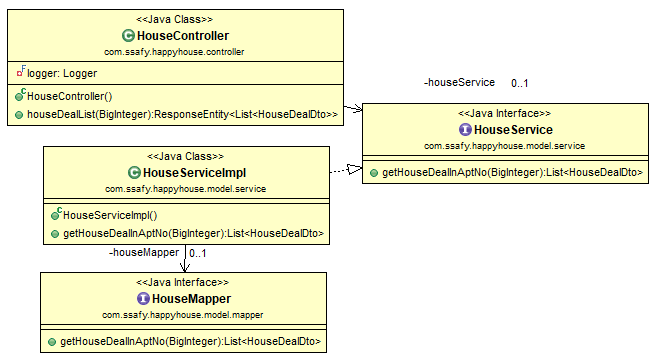 <<Java Class>>
HouseController
com.ssafy.happyhouse.controller
logger: Logger
HouseController()
houseDealList(BigInteger):ResponseEntity<List<HouseDealDto>>
-houseService 0..1
<<Java Interface>>
HouseService
com.ssafy.happyhouse.model.service
getHouseDealInAptNo(BigInteger):List<HouseDealDto>
<<Java Class>>
HouseServiceImpl
com.ssafy.happyhouse.model.service
HouseServiceImpl()
getHouseDealInAptNo(BigInteger):List<HouseDealDto>
-houseMapper 0..1
<<Java Interface>>
HouseMapper
com.ssafy.happyhouse.model.mapper
getHouseDealInAptNo(BigInteger):List<HouseDealDto>